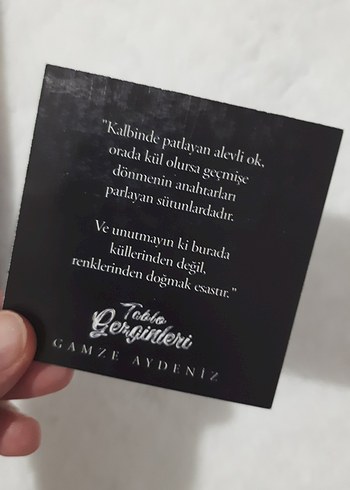 "Kalbinde patlayan alevli ok,
orada kül olursa geçmişe
dönmenin anahtarları
parlayan sütunlardadır.
Ve unutmayın ki burada
küllerinden değil,
renklerinden doğmak esastır."
Tablo
Gerginleri
GAMZE AYDENİZ